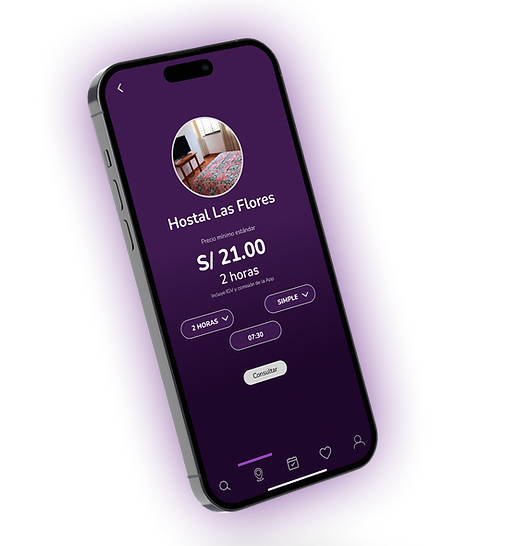 Hostal Las Flores
Precio mínimo estándar
S/ 21.00
2 horas
Incluye IGV y comisión de la App
2 HORAS
SIMPLE
07:30
Consultar